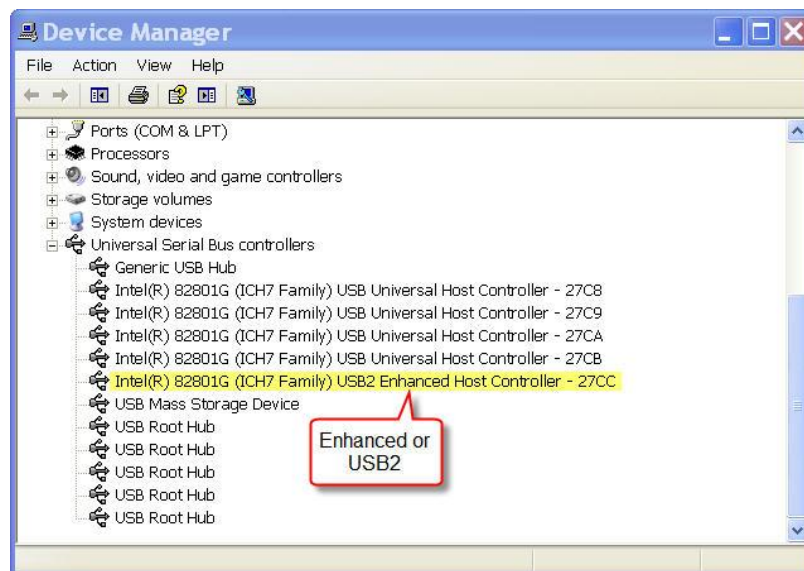 Device Manager
File Action View Help
Ports (COM & LPT)
Processors
Sound, video and game controllers
Storage volumes
System devices
Universal Serial Bus controllers
Generic USB Hub
Intel(R) 82801G (ICH7 Family) USB Universal Host Controller - 27C8
Intel(R) 82801G (ICH7 Family) USB Universal Host Controller - 27C9
Intel(R) 82801G (ICH7 Family) USB Universal Host Controller - 27CA
Intel(R) 82801G (ICH7 Family) USB Universal Host Controller - 27CB
Intel(R) 82801G (ICH7 Family) USB2 Enhanced Host Controller - 27CC
USB Mass Storage Device
USB Root Hub
USB Root Hub
USB Root Hub
USB Root Hub
USB Root Hub
Enhanced or
USB2